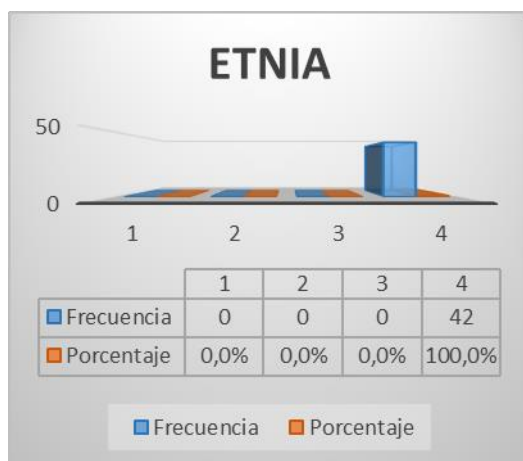 ETNIA
50
0
1 2 3 4
1 2 3 4
Frecuencia 0 0 0 42
Porcentaje 0,0% 0,0% 0,0% 100,0%
Frecuencia Porcentaje